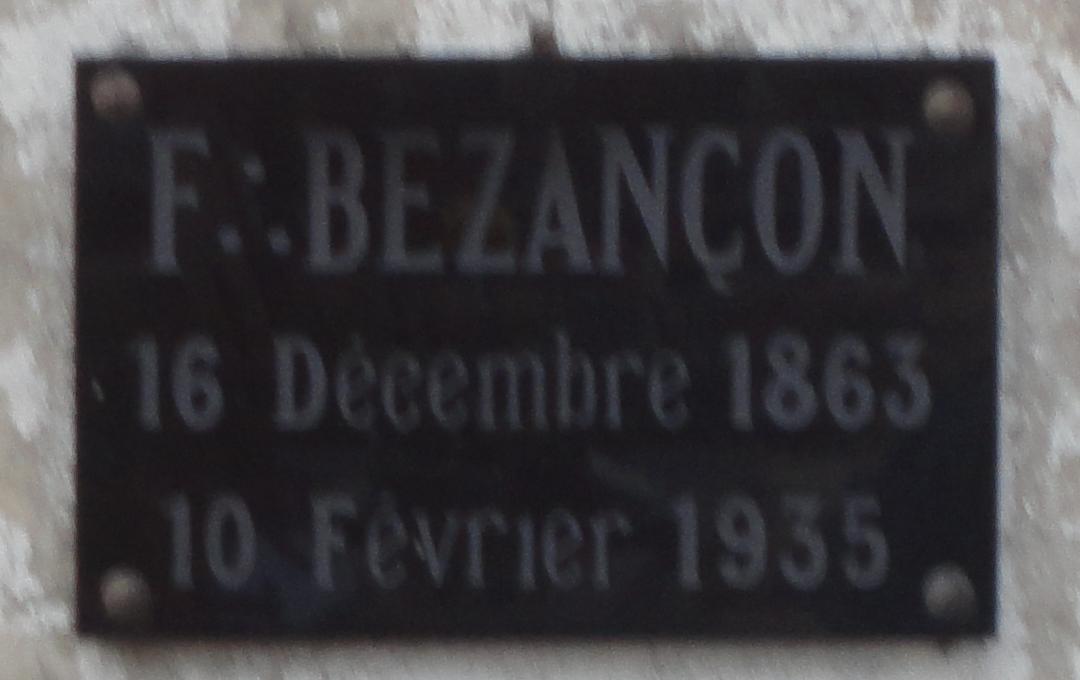 F∴ BEZANÇON
16 Décembre 1863
10 Février 1935